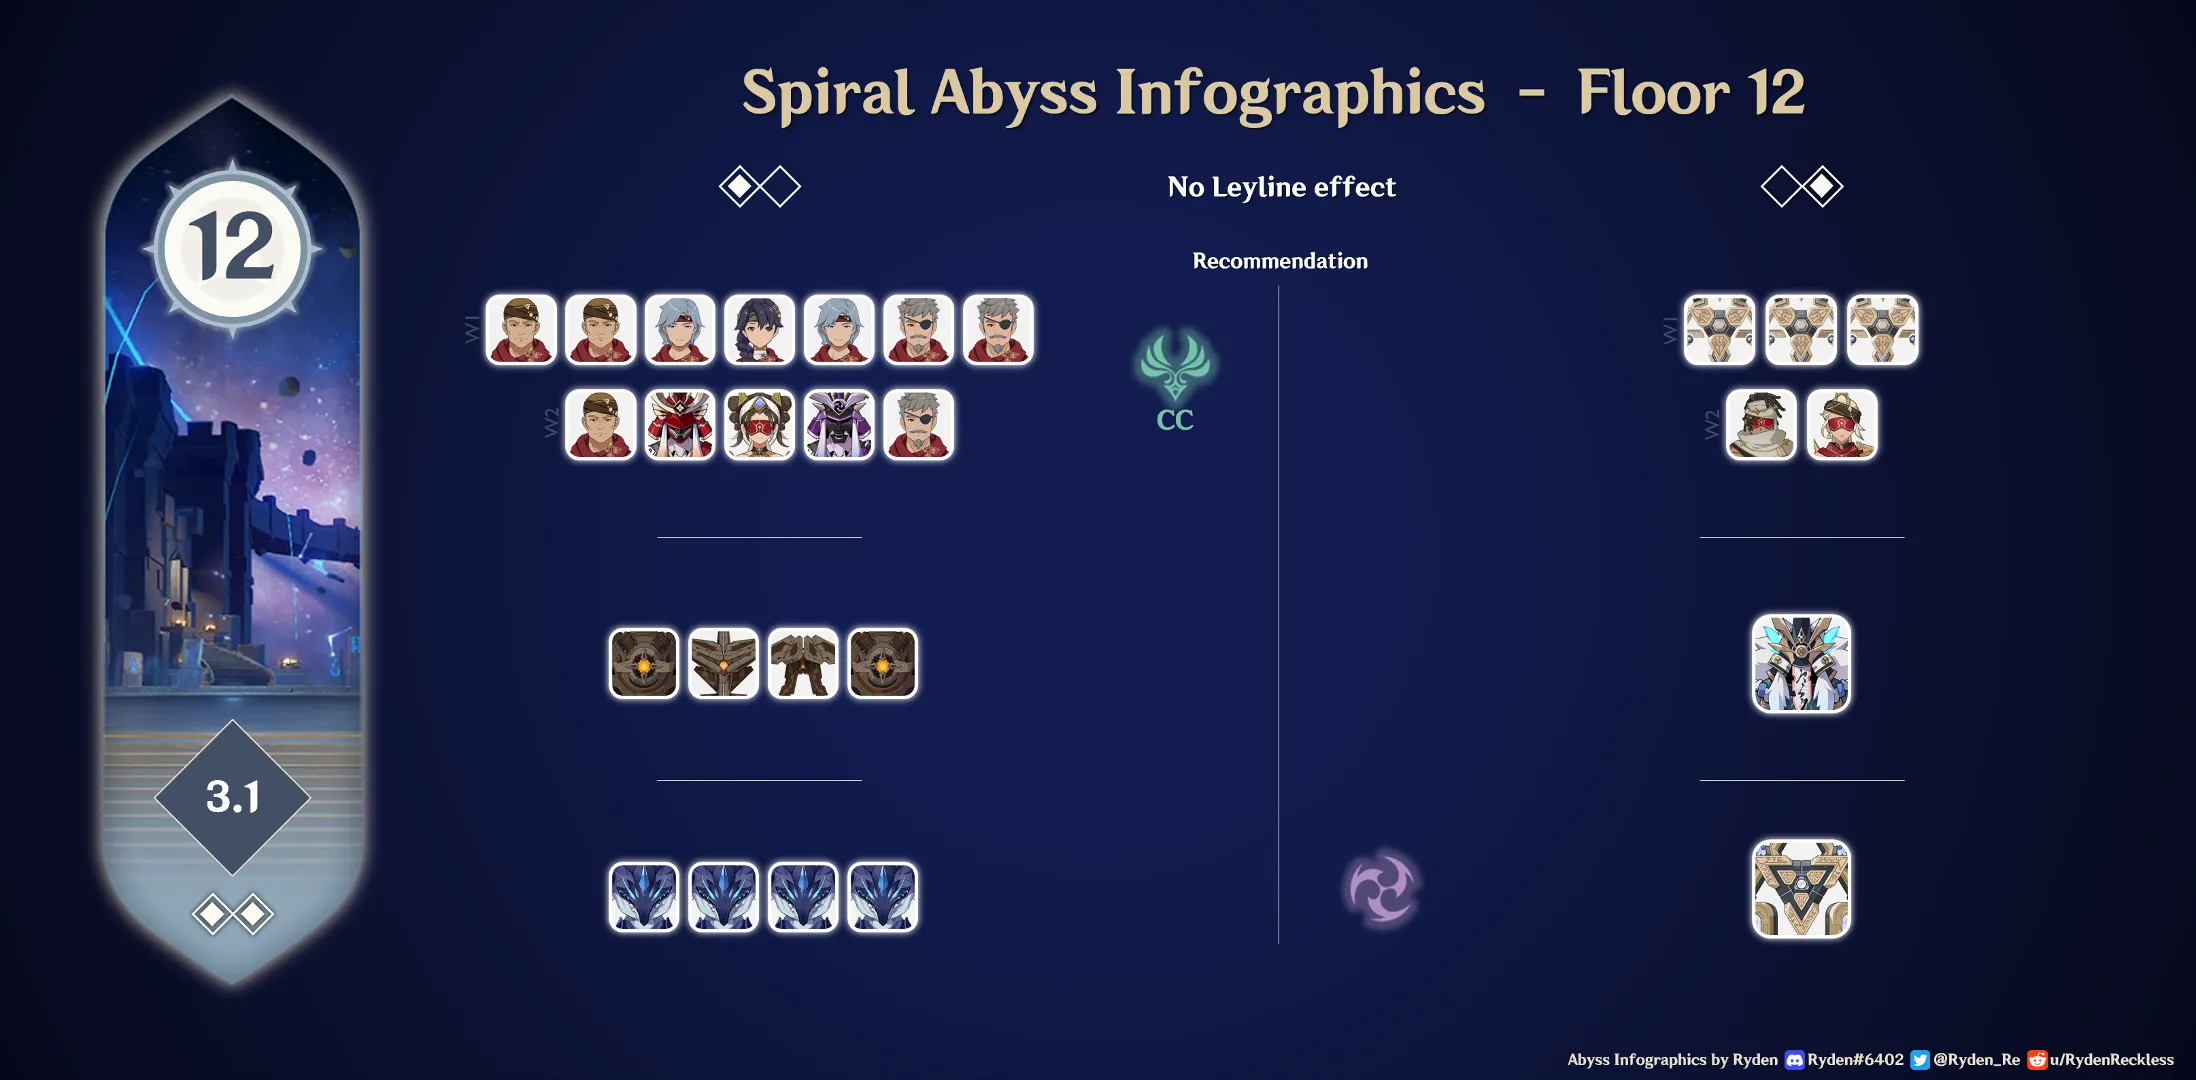 Spiral Abyss Infographics - Floor 12
12
No Leyline effect
Recommendation
W1
W1
CC
W2
W2
3.1
Abyss Infographics by Ryden Ryden#6402 @Ryden_Re u/RydenReckless